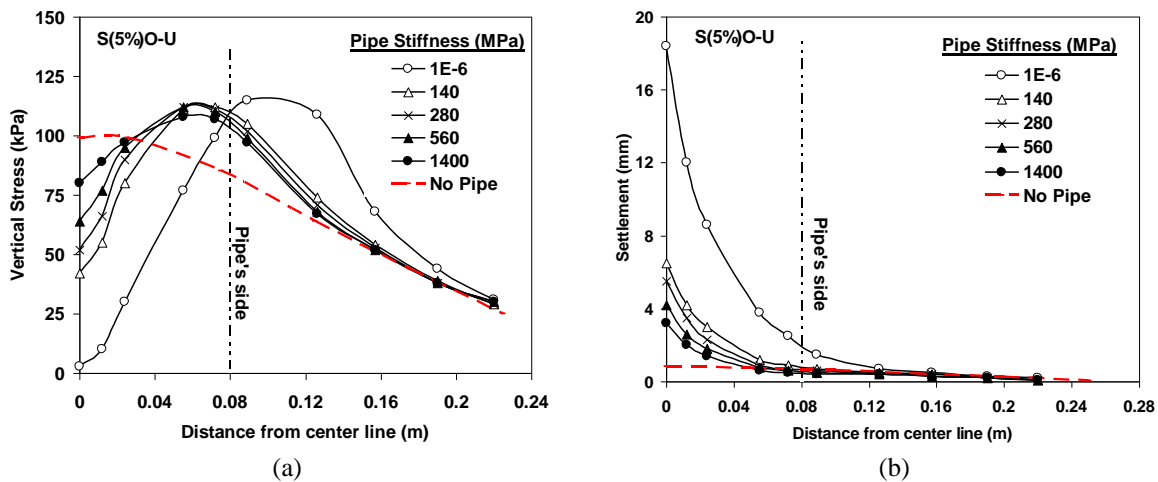 S(5%)O-U
Pipe Stiffness (MPa)
1E-6
140
280
560
1400
No Pipe
Pipe's side
Vertical Stress (kPa)
150
125
100
75
50
25
0
0 0.04 0.08 0.12 0.16 0.2 0.24
Distance from center line (m)
(a)
S(5%)O-U
Pipe Stiffness (MPa)
1E-6
140
280
560
1400
No Pipe
Pipe's side
Settlement (mm)
20
16
12
8
4
0
0 0.04 0.08 0.12 0.16 0.2 0.24 0.28
Distance from center line (m)
(b)